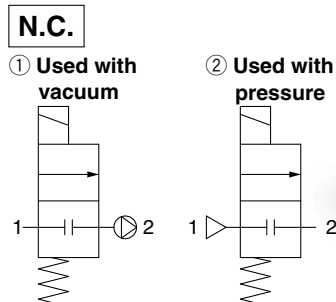 N.C.
① Used with
vacuum
② Used with
pressure
1
2
1
2